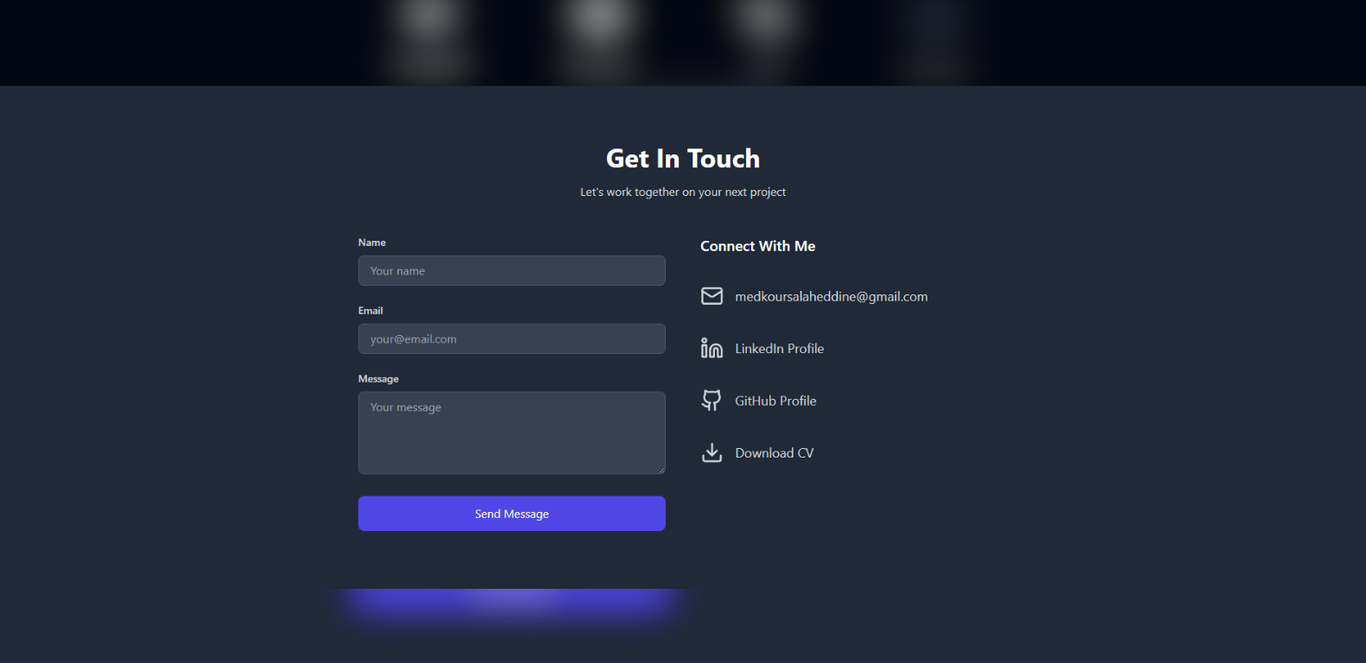 Get In Touch
Let's work together on your next project
Name
Your name
Email
your@email.com
Message
Your message
Send Message
Connect With Me
medkoursalaheddine@gmail.com
LinkedIn Profile
GitHub Profile
Download CV